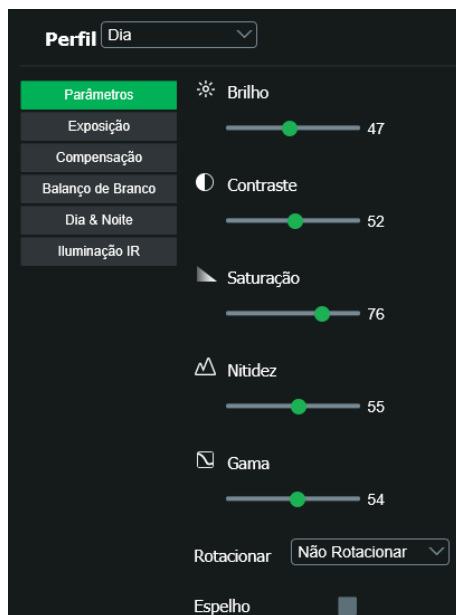 Perfil Dia
Parâmetros
Exposição
Compensação
Balanço de Branco
Dia & Noite
Iluminação IR
Brilho
47
Contraste
52
Saturação
76
Nitidez
55
Gama
54
Rotacionar Não Rotacionar
Espelho